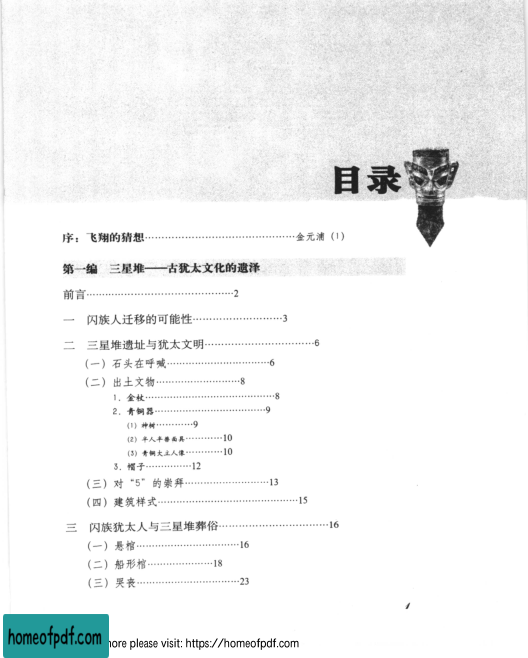 目录
序：飞翔的猜想…………………………………………金元浦（1）
第一编 三星堆——古犹太文化的遗泽
前言…………………………………………2
一 闪族人迁移的可能性………………………3
二 三星堆遗址与犹太文明……………………………6
（一）石头在呼喊……………………………6
（二）出土文物………………………8
1．金杖……………………………………8
2．青铜器………………………………9
（1）神树…………9
（2）半人半兽面具…………10
（3）青铜大立人像…………10
3．帽子……………12
（三）对“5”的崇拜………………………13
（四）建筑样式………………………………………15
三 闪族犹太人与三星堆葬俗……………………………16
（一）悬棺……………………………16
（二）船形棺…………………18
（三）哭丧……………………………23
homeofpdf.com
ore please visit: https://homeofpdf.com